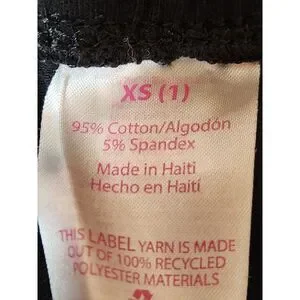 XS (1)
95% Cotton/Algodón
5% Spandex
Made in Haiti
Hecho en Haití
THIS LABEL YARN IS MADE
OUT OF 100% RECYCLED
POLYESTER MATERIALS